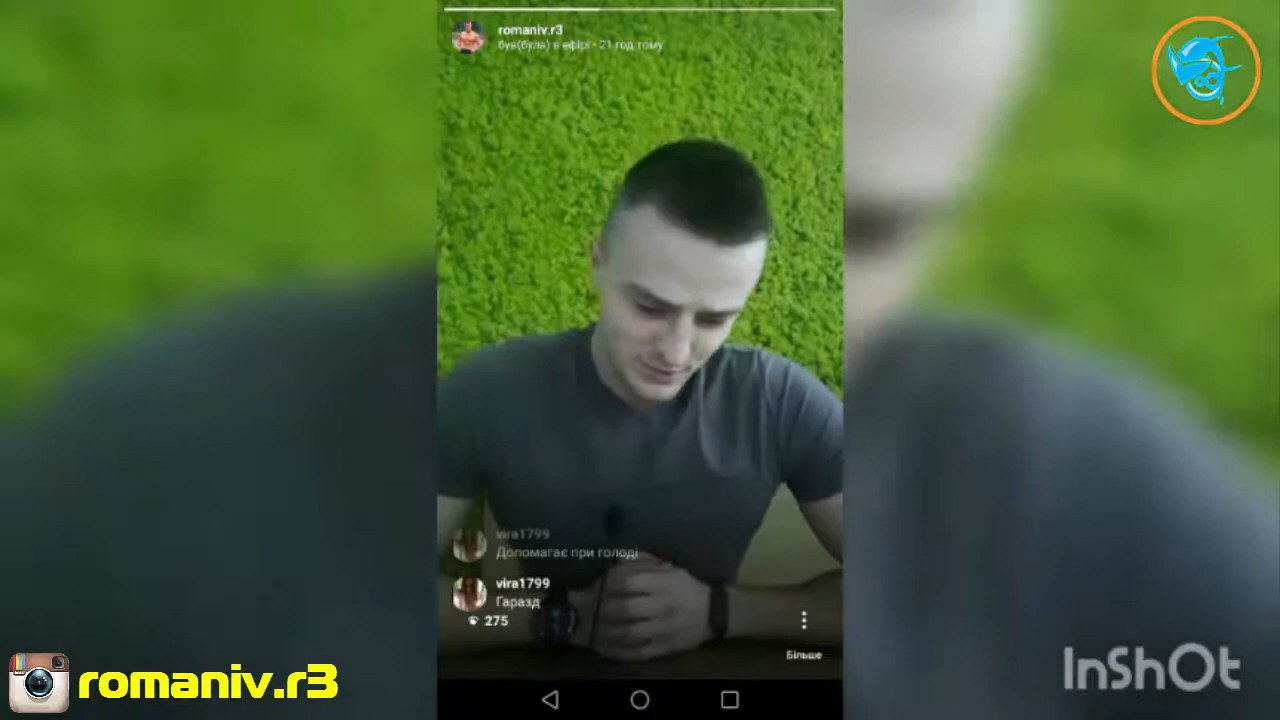 romaniv.r3
був(була) в ефірі • 21 год тому
vira1799
Допомагає при голоді
vira1799
Гаразд
275
Більше
romaniv.r3
InShOt